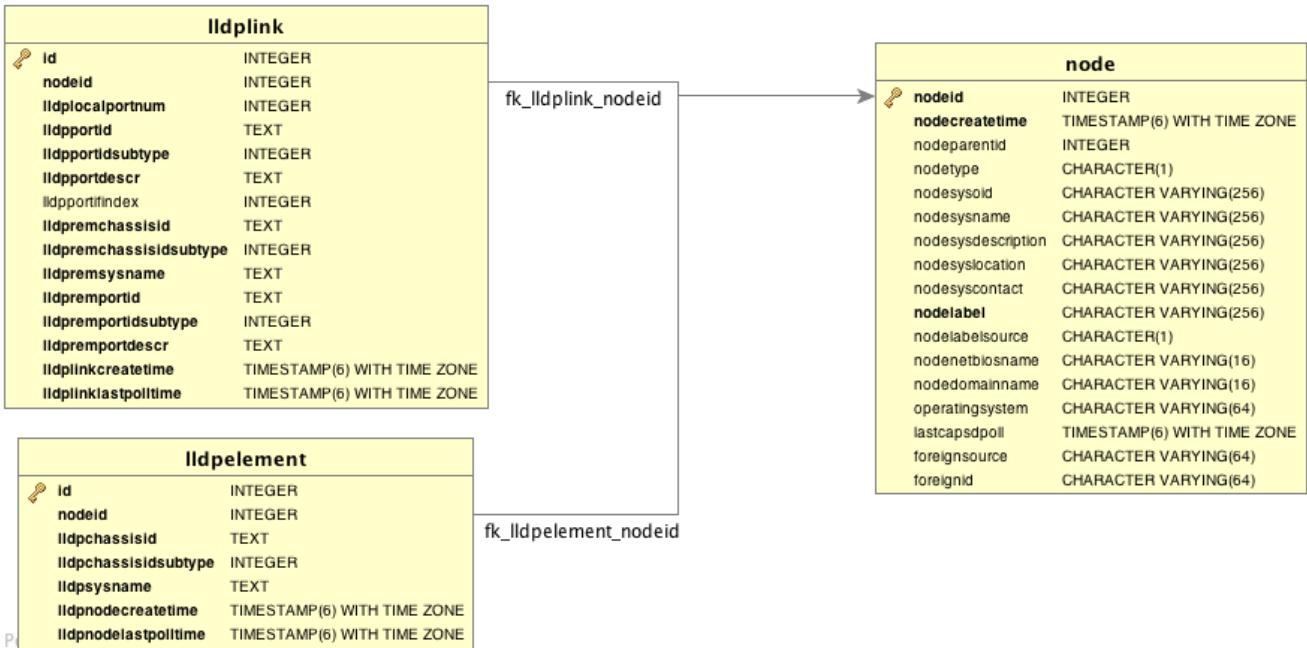 lldplink
id INTEGER
nodeid INTEGER
lldplocalportnum INTEGER
lldpportid TEXT
lldpportidsubtype INTEGER
lldpportdescr TEXT
lldpportifindex INTEGER
lldpremchassisid TEXT
lldpremchassisidsubtype INTEGER
lldpremsysname TEXT
lldpremportid TEXT
lldpremportidsubtype INTEGER
lldpremportdescr TEXT
lldplinkcreatetime TIMESTAMP(6) WITH TIME ZONE
lldplinklastpolltime TIMESTAMP(6) WITH TIME ZONE
fk_lldplink_nodeid
node
nodeid INTEGER
nodecreatetime TIMESTAMP(6) WITH TIME ZONE
nodeparentid INTEGER
nodetype CHARACTER(1)
nodesysoid CHARACTER VARYING(256)
nodesysname CHARACTER VARYING(256)
nodesysdescription CHARACTER VARYING(256)
nodesyslocation CHARACTER VARYING(256)
nodesyscontact CHARACTER VARYING(256)
nodelabel CHARACTER VARYING(256)
nodelabelsource CHARACTER(1)
nodenetbiosname CHARACTER VARYING(16)
nodedomainname CHARACTER VARYING(16)
operatingsystem CHARACTER VARYING(64)
lastcapsdpoll TIMESTAMP(6) WITH TIME ZONE
foreignsource CHARACTER VARYING(64)
foreignid CHARACTER VARYING(64)
lldpelement
id INTEGER
nodeid INTEGER
lldpchassisid TEXT
lldpchassisidsubtype INTEGER
lldpsysname TEXT
lldpnodecreatetime TIMESTAMP(6) WITH TIME ZONE
lldpnodelastpolltime TIMESTAMP(6) WITH TIME ZONE
fk_lldpelement_nodeid